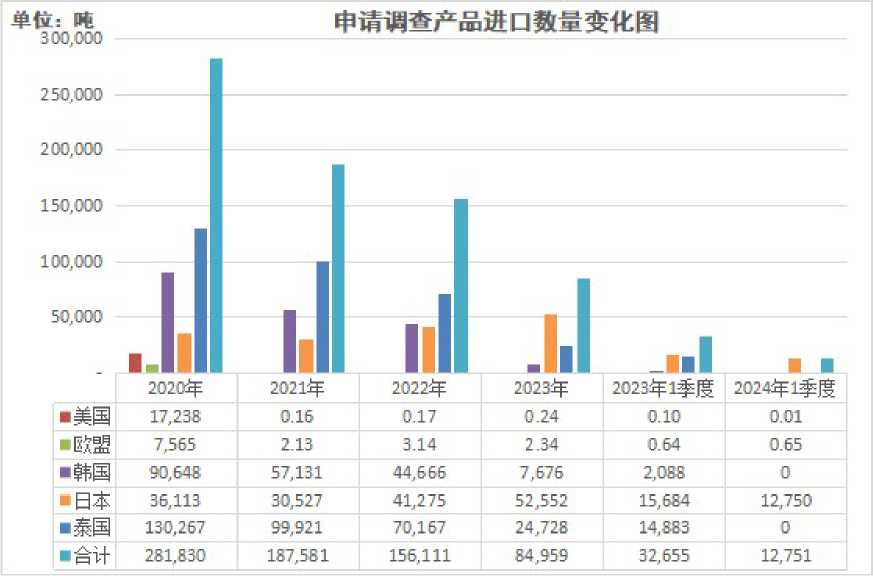 单位：吨
申请调查产品进口数量变化图
300,000
250,000
200,000
150,000
100,000
50,000
-
2020年 2021年 2022年 2023年 2023年1季度 2024年1季度
美国 17,238 0.16 0.17 0.24 0.10 0.01
欧盟 7,565 2.13 3.14 2.34 0.64 0.65
韩国 90,648 57,131 44,666 7,676 2,088 0
日本 36,113 30,527 41,275 52,552 15,684 12,750
泰国 130,267 99,921 70,167 24,728 14,883 0
合计 281,830 187,581 156,111 84,959 32,655 12,751